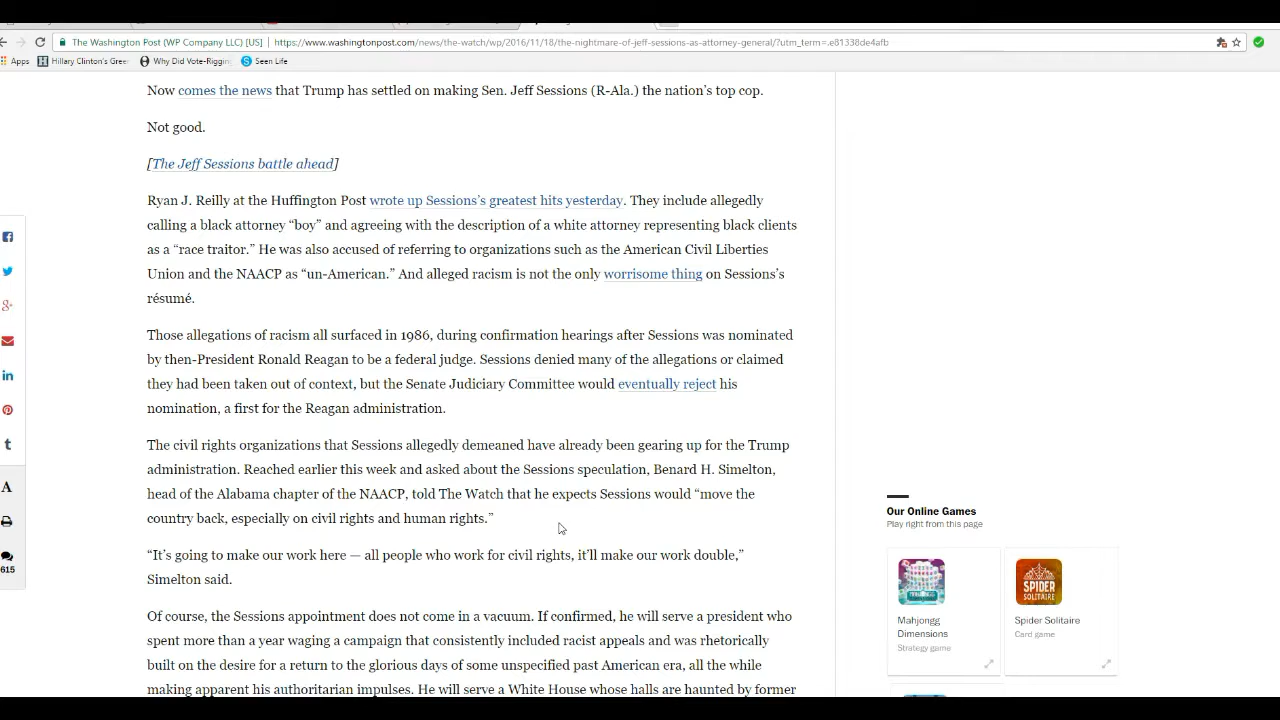 The Washington Post (WP Company LLC) [US] | https://www.washingtonpost.com/news/the-watch/wp/2016/11/18/the-nightmare-of-jeff-sessions-as-attorney-general/?utm_term=.e81338de4afb
Apps Hillary Clinton's Gree Why Did Vote-Rigging Seen Life
Now comes the news that Trump has settled on making Sen. Jeff Sessions (R-Ala.) the nation’s top cop.
Not good.
[The Jeff Sessions battle ahead]
Ryan J. Reilly at the Huffington Post wrote up Sessions’s greatest hits yesterday. They include allegedly
calling a black attorney “boy” and agreeing with the description of a white attorney representing black clients
as a “race traitor.” He was also accused of referring to organizations such as the American Civil Liberties
Union and the NAACP as “un-American.” And alleged racism is not the only worrisome thing on Sessions’s
résumé.
Those allegations of racism all surfaced in 1986, during confirmation hearings after Sessions was nominated
by then-President Ronald Reagan to be a federal judge. Sessions denied many of the allegations or claimed
they had been taken out of context, but the Senate Judiciary Committee would eventually reject his
nomination, a first for the Reagan administration.
The civil rights organizations that Sessions allegedly demeaned have already been gearing up for the Trump
administration. Reached earlier this week and asked about the Sessions speculation, Benard H. Simelton,
head of the Alabama chapter of the NAACP, told The Watch that he expects Sessions would “move the
country back, especially on civil rights and human rights.”
“It’s going to make our work here — all people who work for civil rights, it’ll make our work double,”
Simelton said.
Of course, the Sessions appointment does not come in a vacuum. If confirmed, he will serve a president who
spent more than a year waging a campaign that consistently included racist appeals and was rhetorically
built on the desire for a return to the glorious days of some unspecified past American era, all the while
making apparent his authoritarian impulses. He will serve a White House whose halls are haunted by former
A
615
Our Online Games
Play right from this page
SPIDER
SOLITAIRE
Mahjongg
Dimensions
Strategy game
Spider Solitaire
Card game